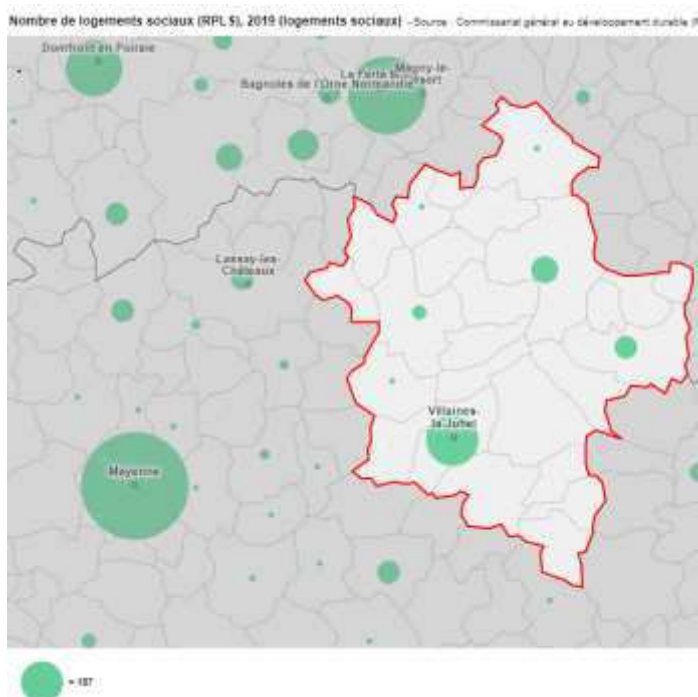 Nombre de logements sociaux (RPLS), 2019 (logements sociaux) - Source : Commissariat général au développement durable
Domfront en Poiraie
La Ferté Magny-le-
Bagnoles de l'Orne Normandie Désert
Lassay-les-
Châteaux
Villaines-
la-Juhel
Mayenne
= 187